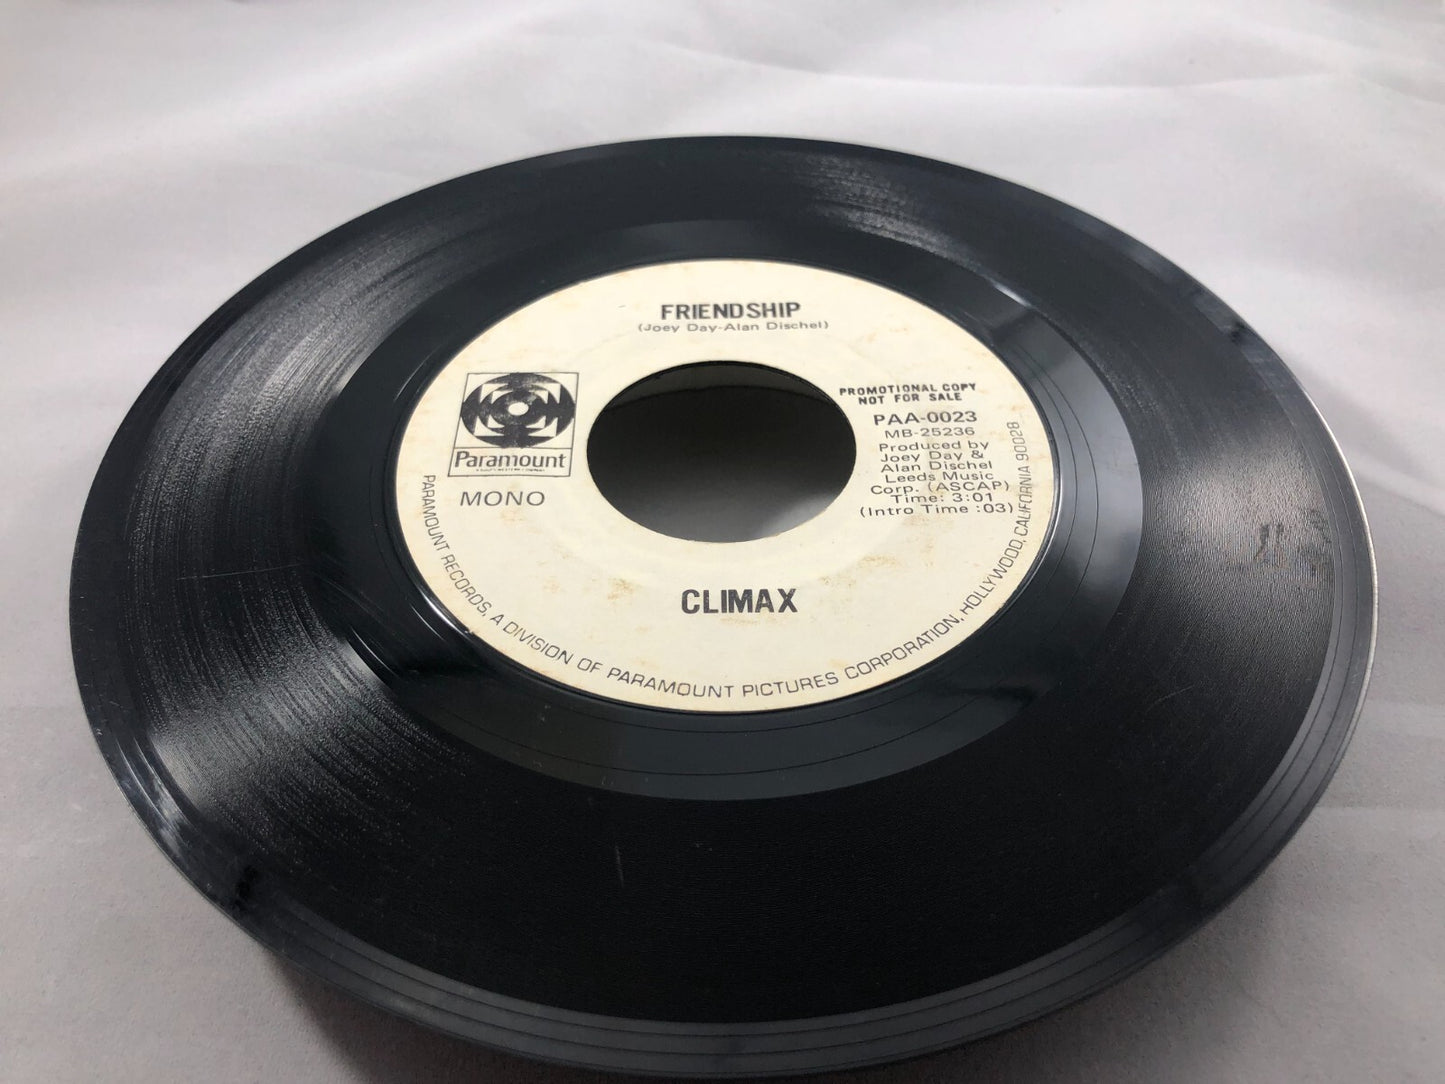 FRIENDSHIP
(Joey Day-Alan Dischel)
Paramount
MONO
PROMOTIONAL COPY
NOT FOR SALE
PAA-0023
MB-25236
Produced by
Joey Day &
Alan Dischel
Leeds Music
Corp. (ASCAP)
Time: 3:01
(Intro Time :03)
CLIMAX
PARAMOUNT RECORDS, A DIVISION OF PARAMOUNT PICTURES CORPORATION, HOLLYWOOD, CALIFORNIA 90028